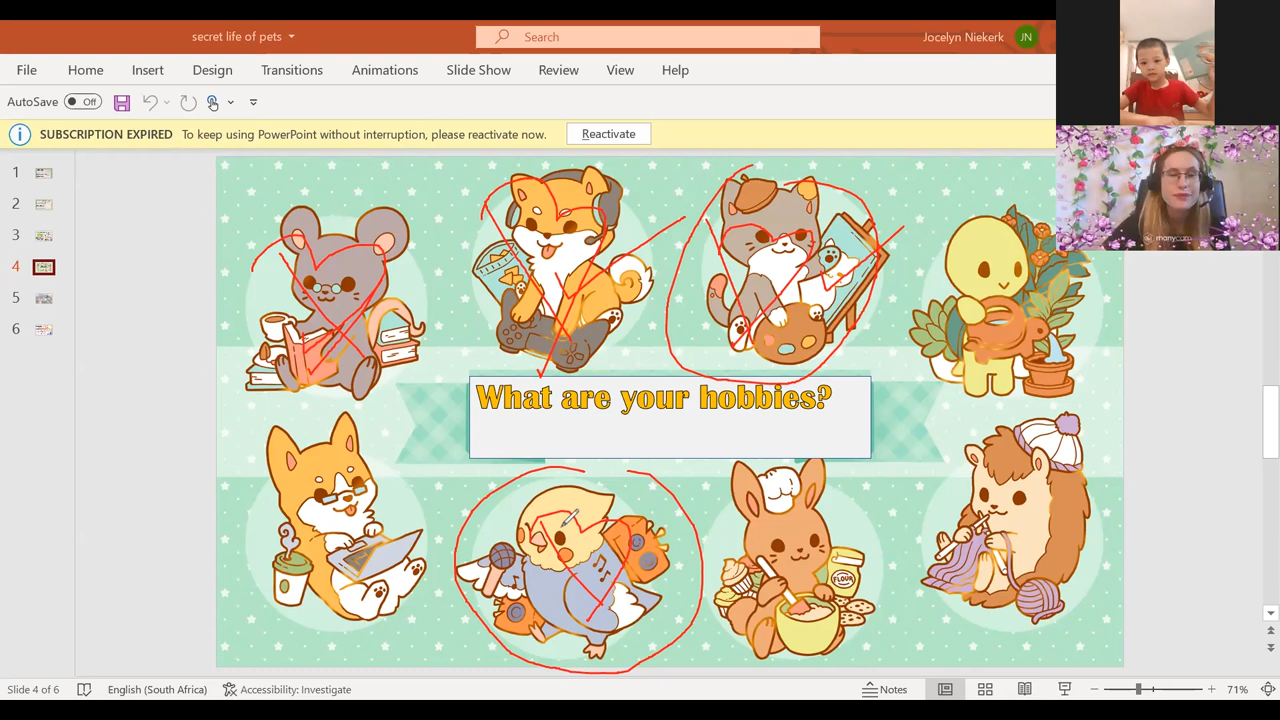 secret life of pets
Search
Jocelyn Niekerk
JN
File
Home
Insert
Design
Transitions
Animations
Slide Show
Review
View
Help
AutoSave
Off
SUBSCRIPTION EXPIRED To keep using PowerPoint without interruption, please reactivate now.
Reactivate
manycam
1
2
3
4
5
6
What are your hobbies?
FLOUR
Slide 4 of 6
English (South Africa)
Accessibility: Investigate
Notes
71%